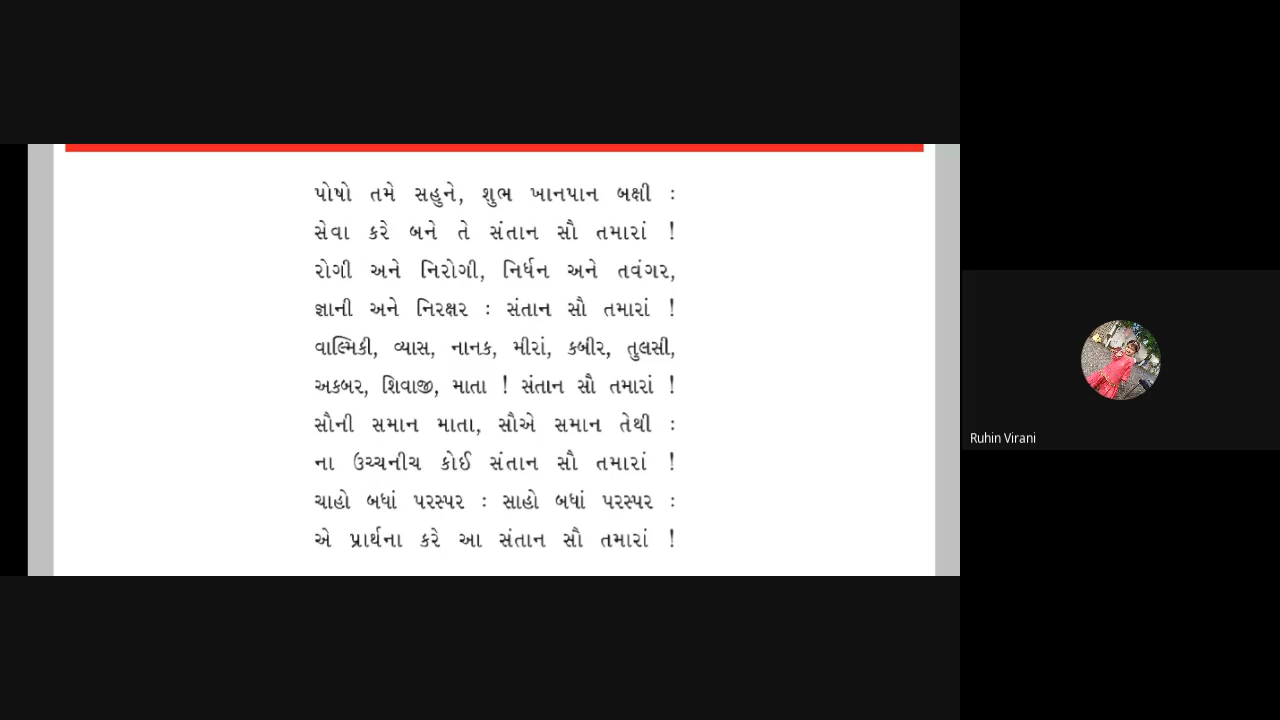 પોષો તમે સહુને, શુભ ખાનપાન બક્ષી :
સેવા કરે બને તે સંતાન સૌ તમારાં !
રોગી અને નિરોગી, નિર્ધન અને તવંગર,
જ્ઞાની અને નિરક્ષર : સંતાન સૌ તમારાં !
વાલ્મિકી, વ્યાસ, નાનક, મીરાં, કબીર, તુલસી,
અકબર, શિવાજી, માતા ! સંતાન સૌ તમારાં !
સૌની સમાન માતા, સૌએ સમાન તેથી :
ના ઉચ્ચનીચ કોઈ સંતાન સૌ તમારાં !
ચાહો બધાં પરસ્પર : સાહો બધાં પરસ્પર :
એ પ્રાર્થના કરે આ સંતાન સૌ તમારાં !
Ruhin Virani